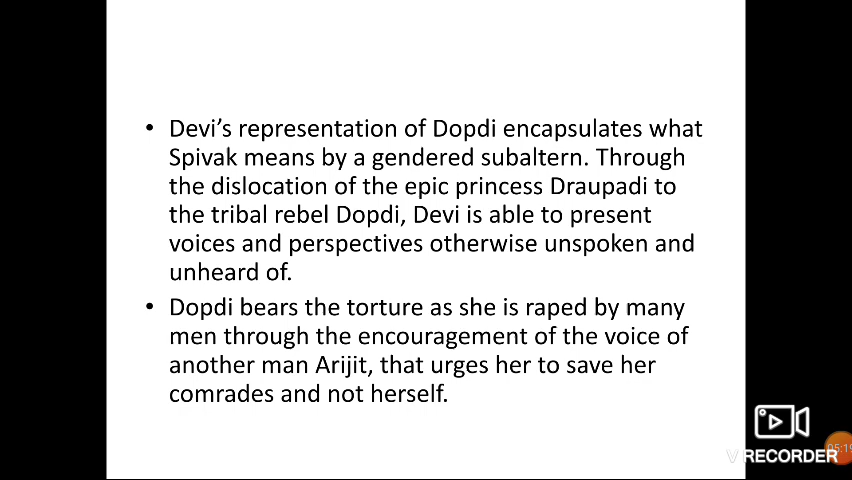 • Devi’s representation of Dopdi encapsulates what
Spivak means by a gendered subaltern. Through
the dislocation of the epic princess Draupadi to
the tribal rebel Dopdi, Devi is able to present
voices and perspectives otherwise unspoken and
unheard of.
• Dopdi bears the torture as she is raped by many
men through the encouragement of the voice of
another man Arijit, that urges her to save her
comrades and not herself.
05:19
V RECORDER